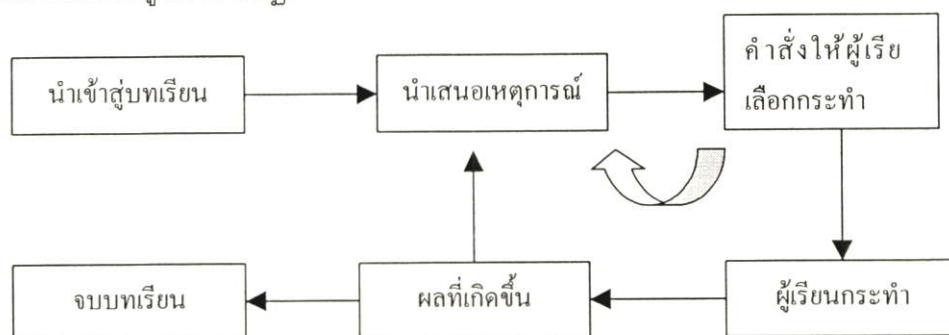 นำเข้าสู่บทเรียน
นำเสนอเหตุการณ์
คำสั่งให้ผู้เรีย
เลือกกระทำ
จบบทเรียน
ผลที่เกิดขึ้น
ผู้เรียนกระทำ